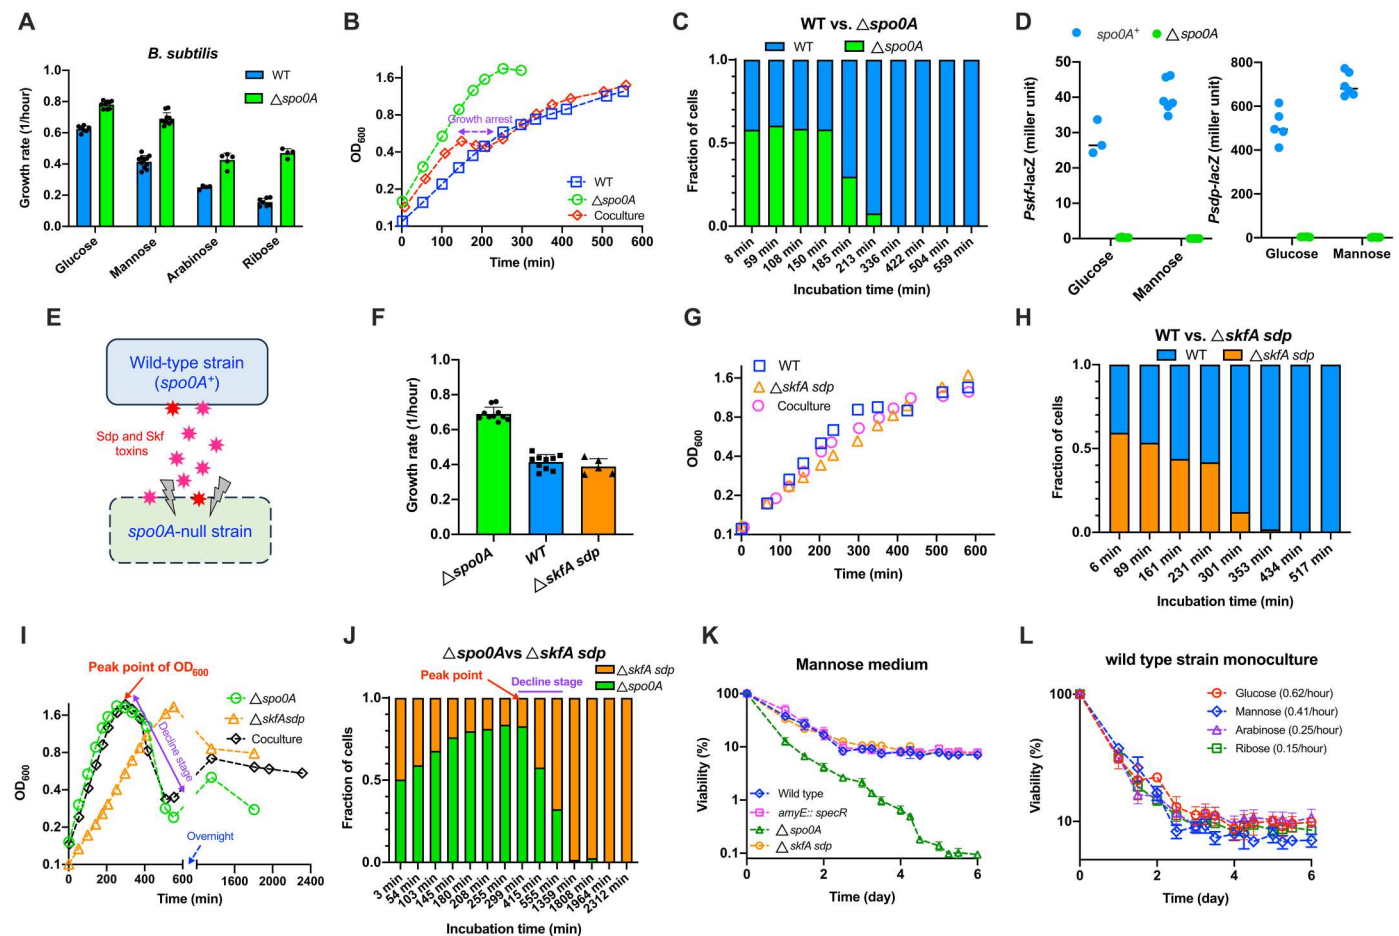 A
B. subtilis
WT
△spo0A
Growth rate (1/hour)
1.0
0.8
0.6
0.4
0.2
0.0
Glucose
Mannose
Arabinose
Ribose
B
OD600
1.6
0.8
0.4
0.2
0.1
Growth arrest
WT
△spo0A
Coculture
0 100 200 300 400 500 600
Time (min)
C
WT vs. △spo0A
WT
△spo0A
Fraction of cells
1.0
0.5
0.0
8 min
59 min
108 min
150 min
185 min
213 min
336 min
422 min
504 min
559 min
Incubation time (min)
D
spo0A+
△spo0A
Pskf-lacZ (miller unit)
50
40
30
20
10
0
Glucose
Mannose
Psdp-lacZ (miller unit)
800
600
400
200
0
Glucose
Mannose
E
Wild-type strain
(spo0A+)
Sdp and Skf
toxins
spo0A-null strain
F
Growth rate (1/hour)
1.0
0.8
0.6
0.4
0.2
0.0
△spo0A
WT
△skfA sdp
G
WT
△skfA sdp
Coculture
OD600
1.6
0.8
0.4
0.2
0.1
0 100 200 300 400 500 600
Time (min)
H
WT vs. △skfA sdp
WT
△skfA sdp
Fraction of cells
1.0
0.5
0.0
6 min
89 min
161 min
231 min
301 min
353 min
434 min
517 min
Incubation time (min)
I
Peak point of OD600
△spo0A
△skfAsdp
Coculture
Decline stage
Overnight
OD600
1.6
0.8
0.4
0.2
0.1
0 200 400 600 1600 2000 2400
Time (min)
J
△spo0Avs △skfA sdp
△skfA sdp
△spo0A
Peak point
Decline stage
Fraction of cells
1.0
0.5
0.0
3 min
54 min
103 min
145 min
180 min
208 min
255 min
299 min
415 min
555 min
1359 min
1808 min
1964 min
2312 min
Incubation time (min)
K
Mannose medium
Viability (%)
100
10
1
0.1
Wild type
amyE:: specR
△spo0A
△skfA sdp
0 2 4 6
Time (day)
L
wild type strain monoculture
Glucose (0.62/hour)
Mannose (0.41/hour)
Arabinose (0.25/hour)
Ribose (0.15/hour)
Viability (%)
100
10
0 2 4 6
Time (day)